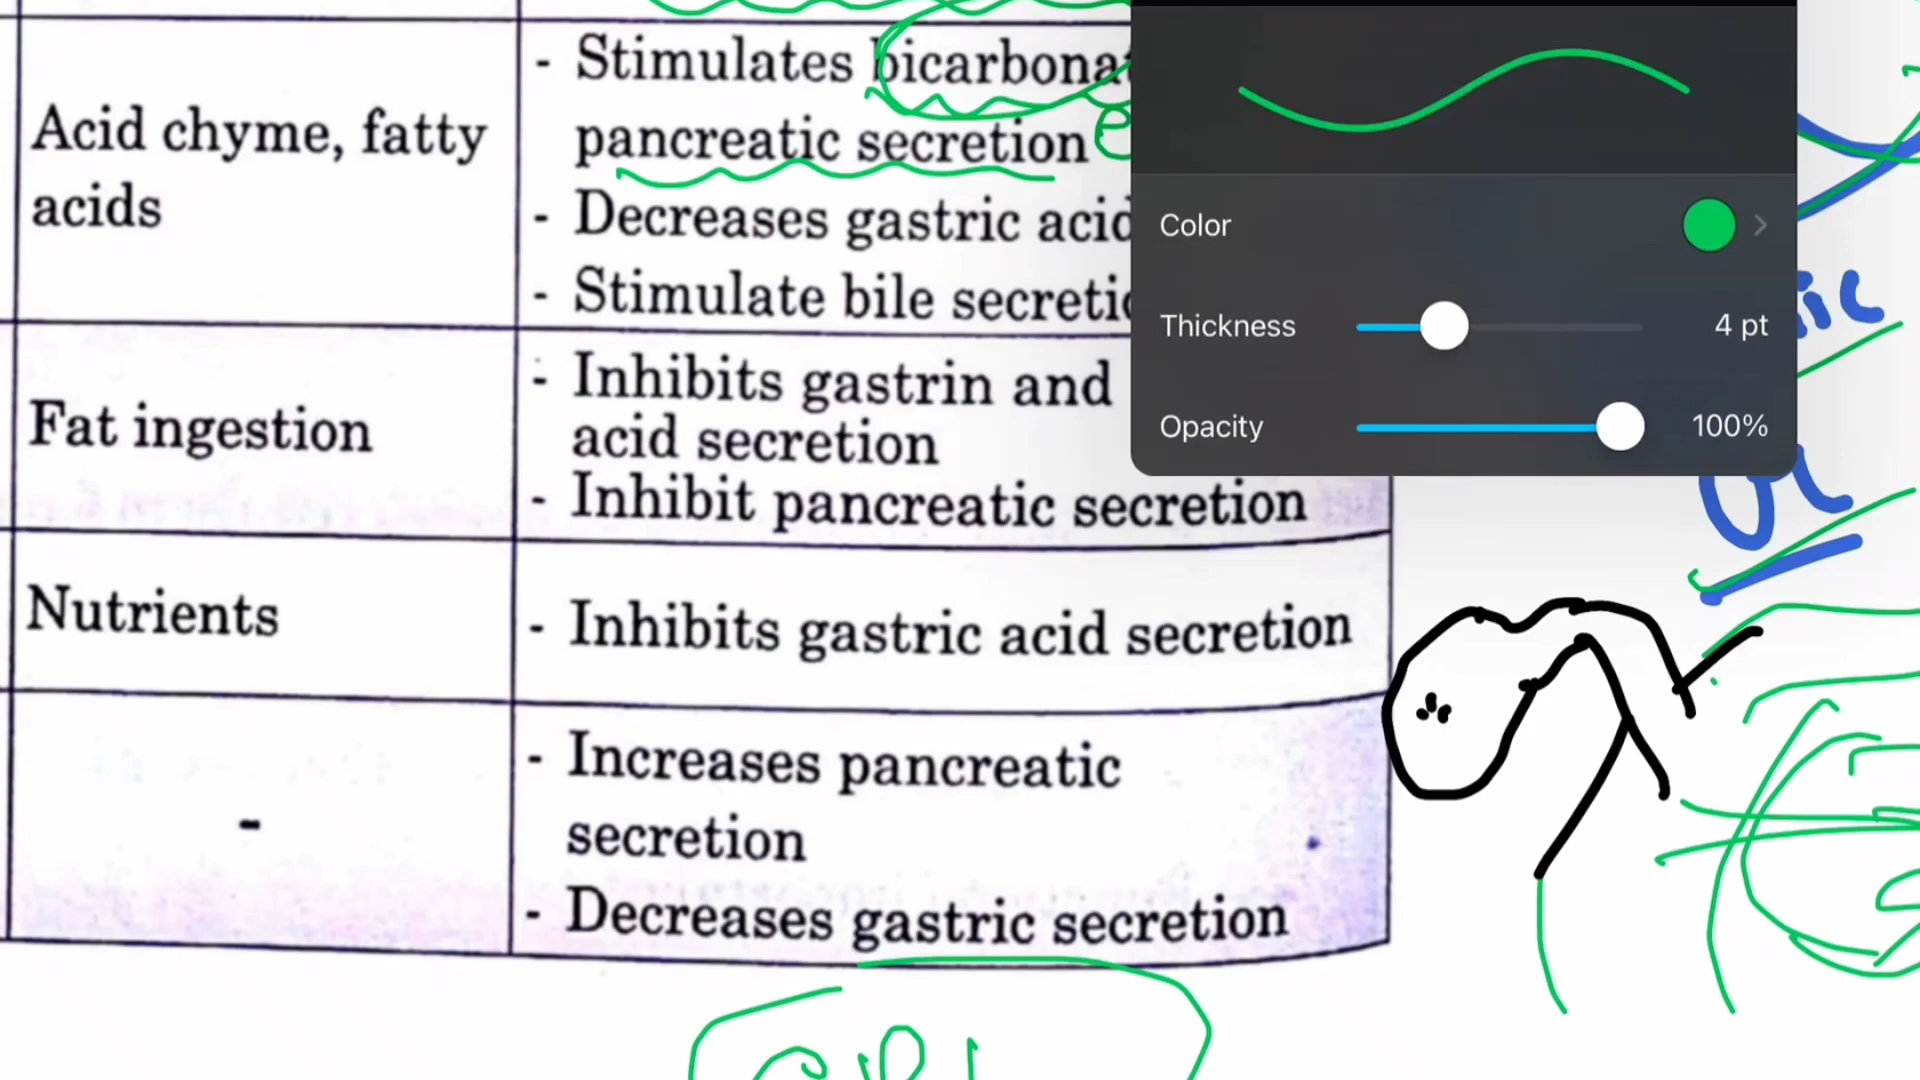 Acid chyme, fatty
acids
- Stimulates bicarbona
pancreatic secretion
- Decreases gastric acid
- Stimulate bile secreti
Fat ingestion
- Inhibits gastrin and
acid secretion
- Inhibit pancreatic secretion
Nutrients
- Inhibits gastric acid secretion
-
- Increases pancreatic
secretion
- Decreases gastric secretion
Color
Thickness 4 pt
Opacity 100%